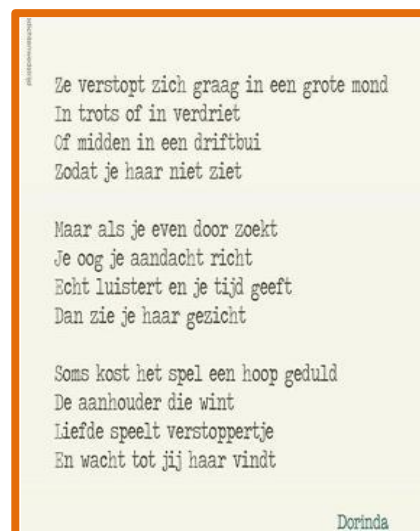 Ze verstopt zich graag in een grote mond
In trots of in verdriet
Of midden in een driftbui
Zodat je haar niet ziet
Maar als je even door zoekt
Je oog je aandacht richt
Echt luistert en je tijd geeft
Dan zie je haar gezicht
Soms kost het spel een hoop geduld
De aanhouder die wint
Liefde speelt verstoppertje
En wacht tot jij haar vindt
Dorinda